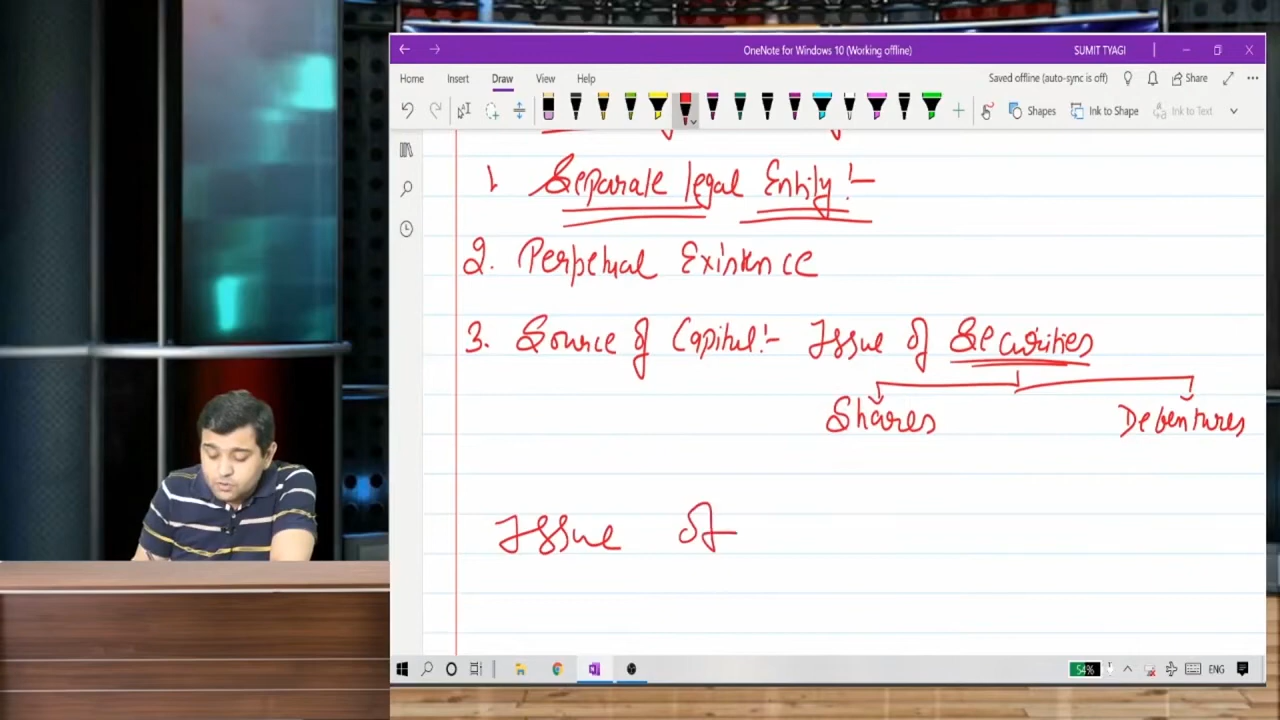 OneNote for Windows 10 (Working offline)
SUMIT TYAGI
Home Insert Draw View Help
Saved offline (auto-sync is off)
Share
Shapes
Ink to Shape
Ink to Text
1. Separate legal Entity:-
2. Perpetual Existence
3. Source of Capital:- Issue of Securities
Shares Debentures
Issue of
54%
ENG